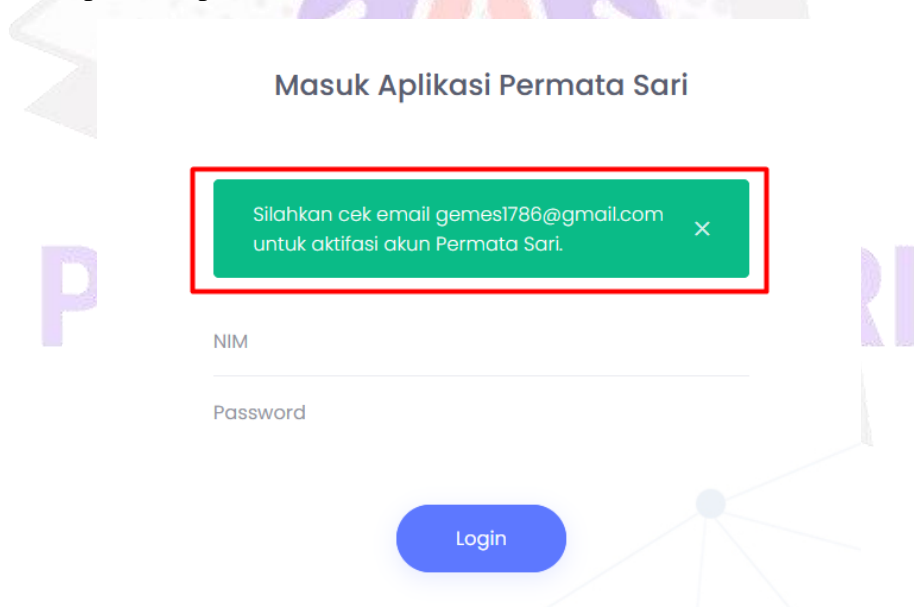 Masuk Aplikasi Permata Sari
Silahkan cek email gemes1786@gmail.com
untuk aktifasi akun Permata Sari.
NIM
Password
Login